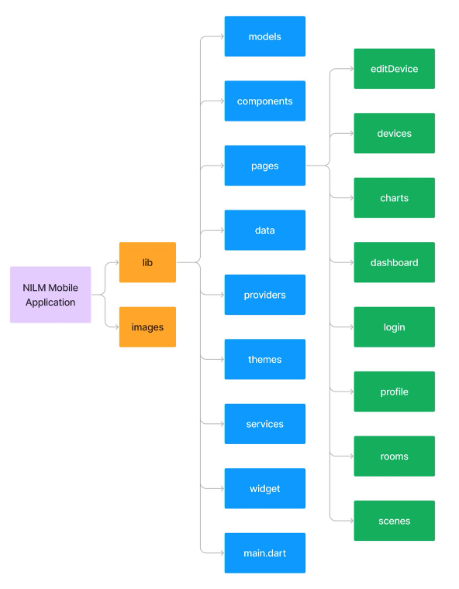 NILM Mobile
Application
lib
images
models
components
pages
data
providers
themes
services
widget
main.dart
editDevice
devices
charts
dashboard
login
profile
rooms
scenes